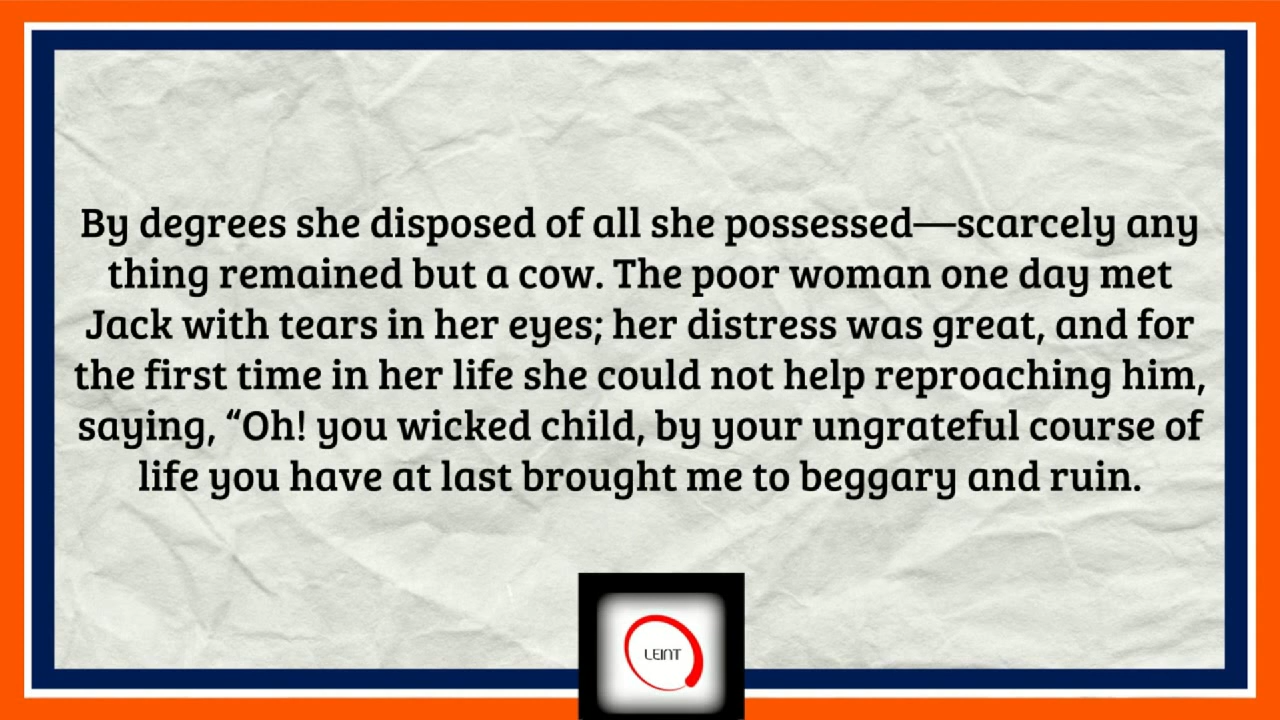 By degrees she disposed of all she possessed—scarcely any
thing remained but a cow. The poor woman one day met
Jack with tears in her eyes; her distress was great, and for
the first time in her life she could not help reproaching him,
saying, “Oh! you wicked child, by your ungrateful course of
life you have at last brought me to beggary and ruin.
LEINT